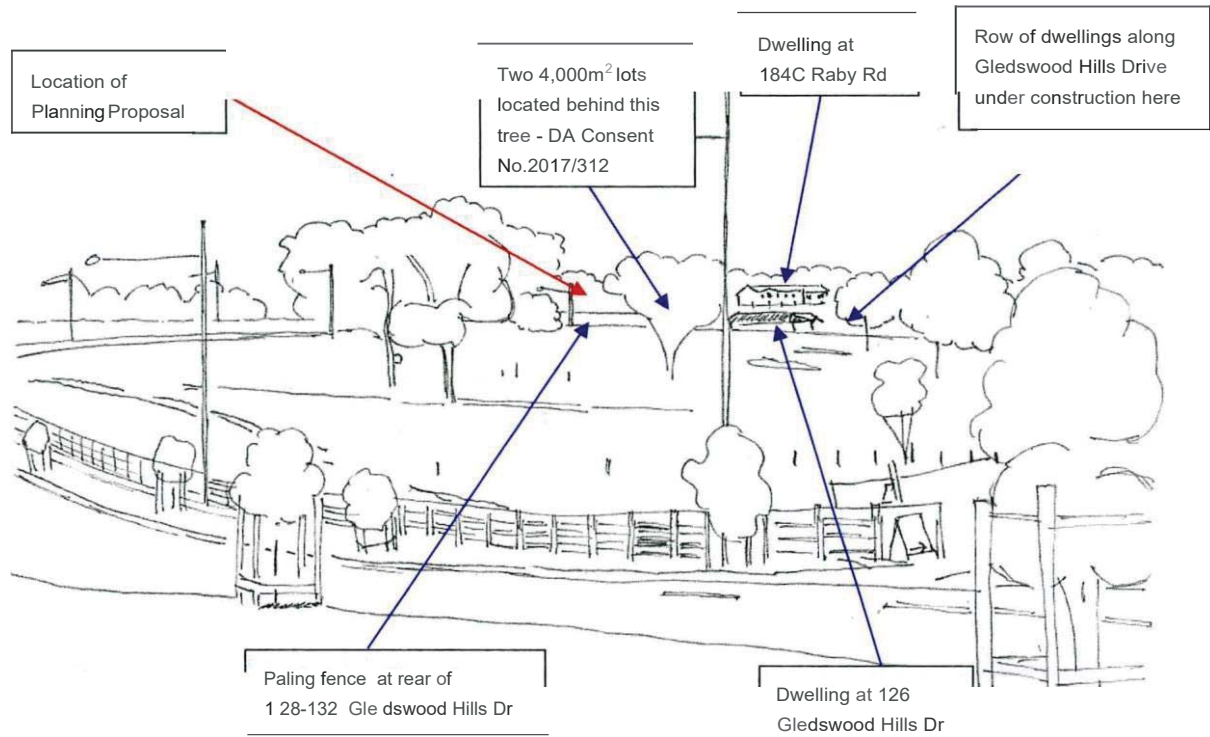 Location of
Planning Proposal
Two 4,000m² lots
located behind this
tree - DA Consent
No.2017/312
Dwelling at
184C Raby Rd
Row of dwellings along
Gledswood Hills Drive
under construction here
Paling fence at rear of
1 28-132 Gle dswood Hills Dr
Dwelling at 126
Gledswood Hills Dr